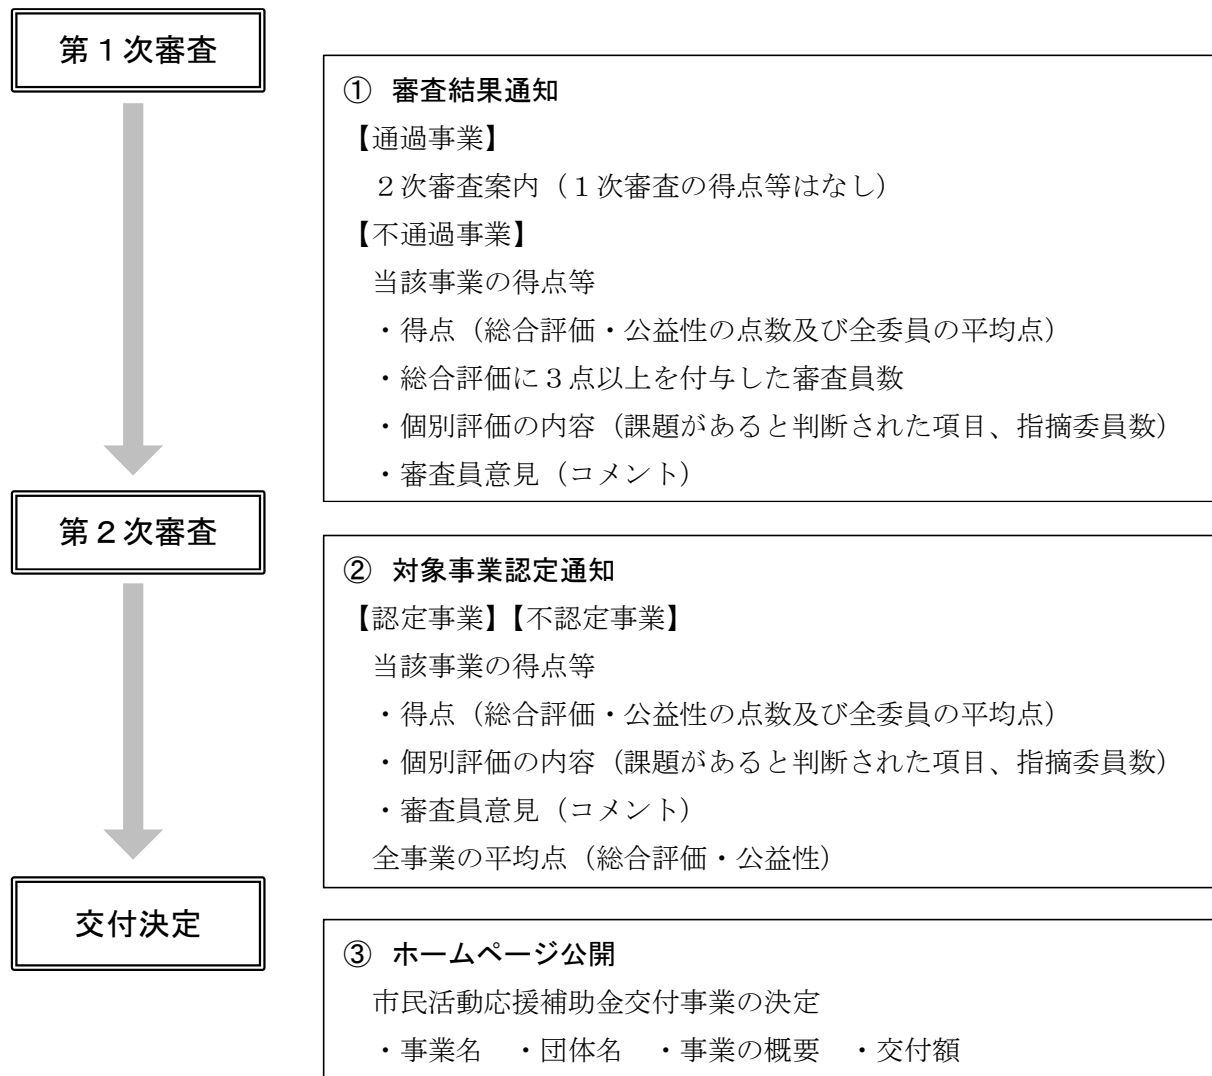 第１次審査
① 審査結果通知
【通過事業】
２次審査案内（１次審査の得点等はなし）
【不通過事業】
当該事業の得点等
・得点（総合評価・公益性の点数及び全委員の平均点）
・総合評価に３点以上を付与した審査員数
・個別評価の内容（課題があると判断された項目、指摘委員数）
・審査員意見（コメント）
第２次審査
② 対象事業認定通知
【認定事業】【不認定事業】
当該事業の得点等
・得点（総合評価・公益性の点数及び全委員の平均点）
・個別評価の内容（課題があると判断された項目、指摘委員数）
・審査員意見（コメント）
全事業の平均点（総合評価・公益性）
交付決定
③ ホームページ公開
市民活動応援補助金交付事業の決定
・事業名　・団体名　・事業の概要　・交付額